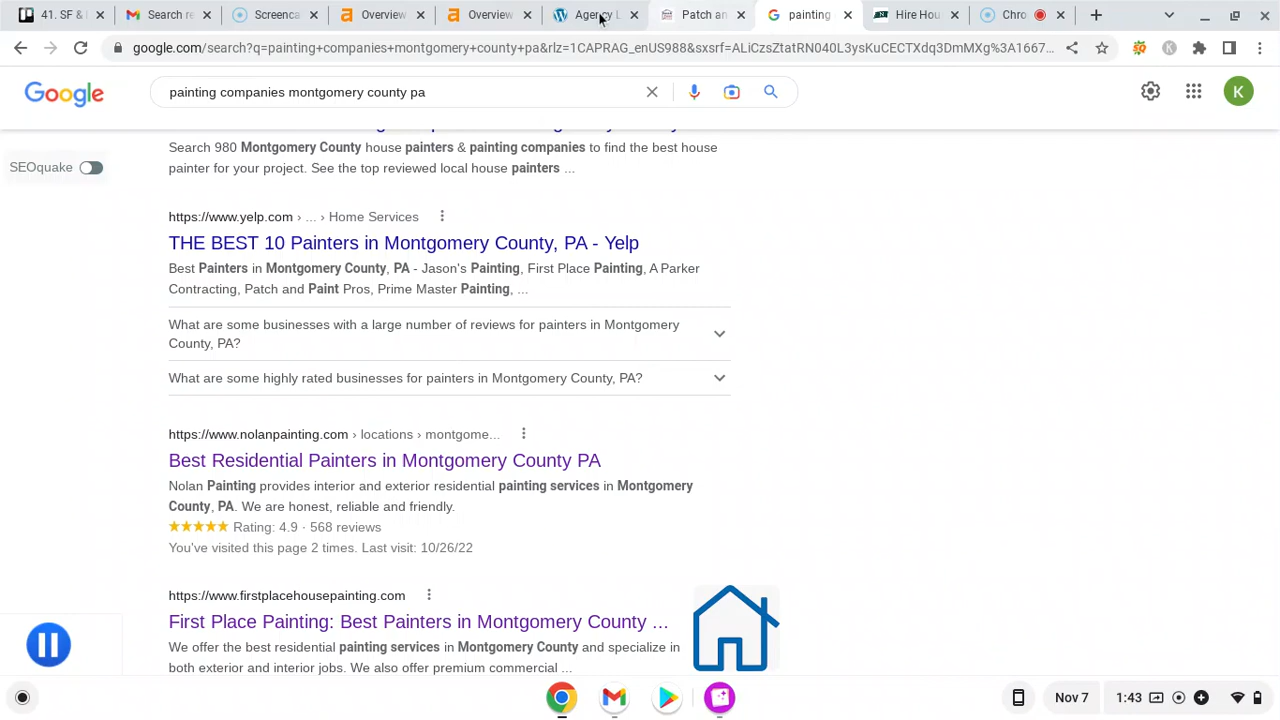 41. SF &
Search re
Screenca
Overview
Overview
Agency L
Patch an
painting
Hire Hou
Chro
google.com/search?q=painting+companies+montgomery+county+pa&rlz=1CAPRAG_enUS988&sxsrf=ALiCzsZtatRN040L3ysKuCECTXdq3DmMXg%3A1667...
K
Google
painting companies montgomery county pa
K
SEOquake
Search 980 Montgomery County house painters & painting companies to find the best house
painter for your project. See the top reviewed local house painters ...
https://www.yelp.com › ... › Home Services
THE BEST 10 Painters in Montgomery County, PA - Yelp
Best Painters in Montgomery County, PA - Jason's Painting, First Place Painting, A Parker
Contracting, Patch and Paint Pros, Prime Master Painting, ...
What are some businesses with a large number of reviews for painters in Montgomery
County, PA?
What are some highly rated businesses for painters in Montgomery County, PA?
https://www.nolanpainting.com › locations › montgome...
Best Residential Painters in Montgomery County PA
Nolan Painting provides interior and exterior residential painting services in Montgomery
County, PA. We are honest, reliable and friendly.
Rating: 4.9 · 568 reviews
You've visited this page 2 times. Last visit: 10/26/22
https://www.firstplacehousepainting.com
First Place Painting: Best Painters in Montgomery County ...
We offer the best residential painting services in Montgomery County and specialize in
both exterior and interior jobs. We also offer premium commercial ...
Nov 7
1:43